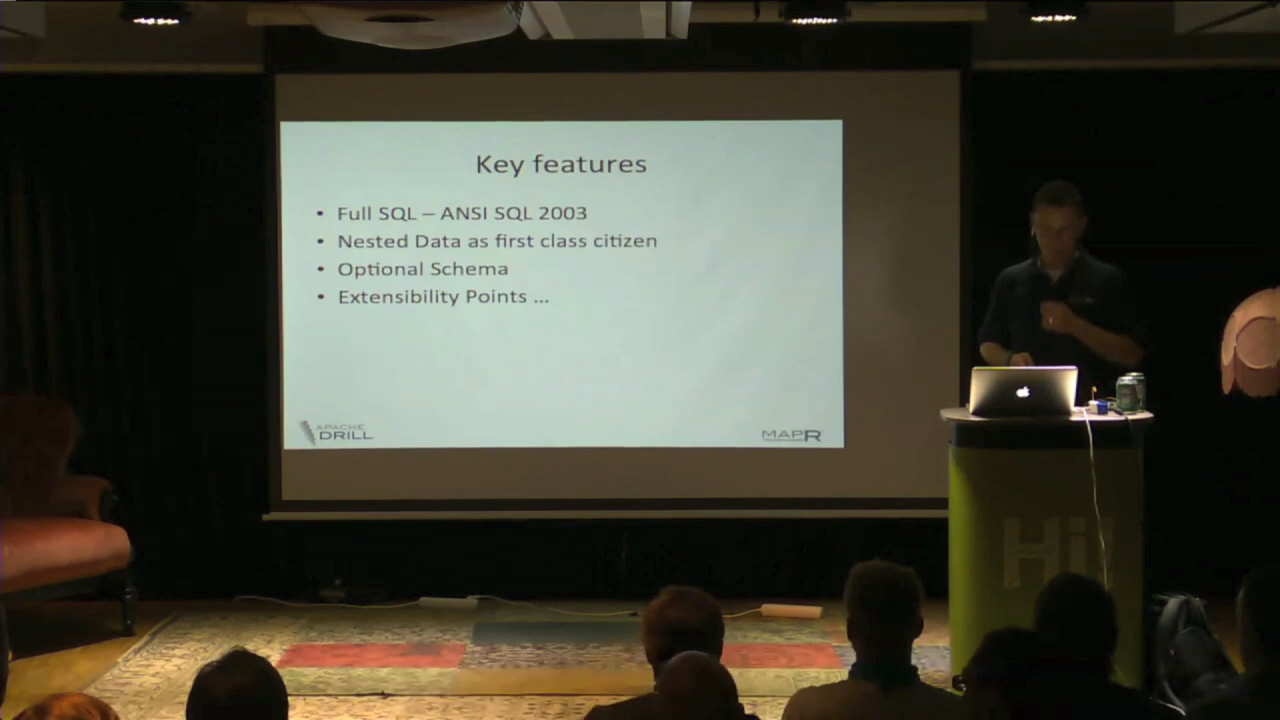 Key features
• Full SQL – ANSI SQL 2003
• Nested Data as first class citizen
• Optional Schema
• Extensibility Points ...
APACHE
DRILL
MAPR
Hi!